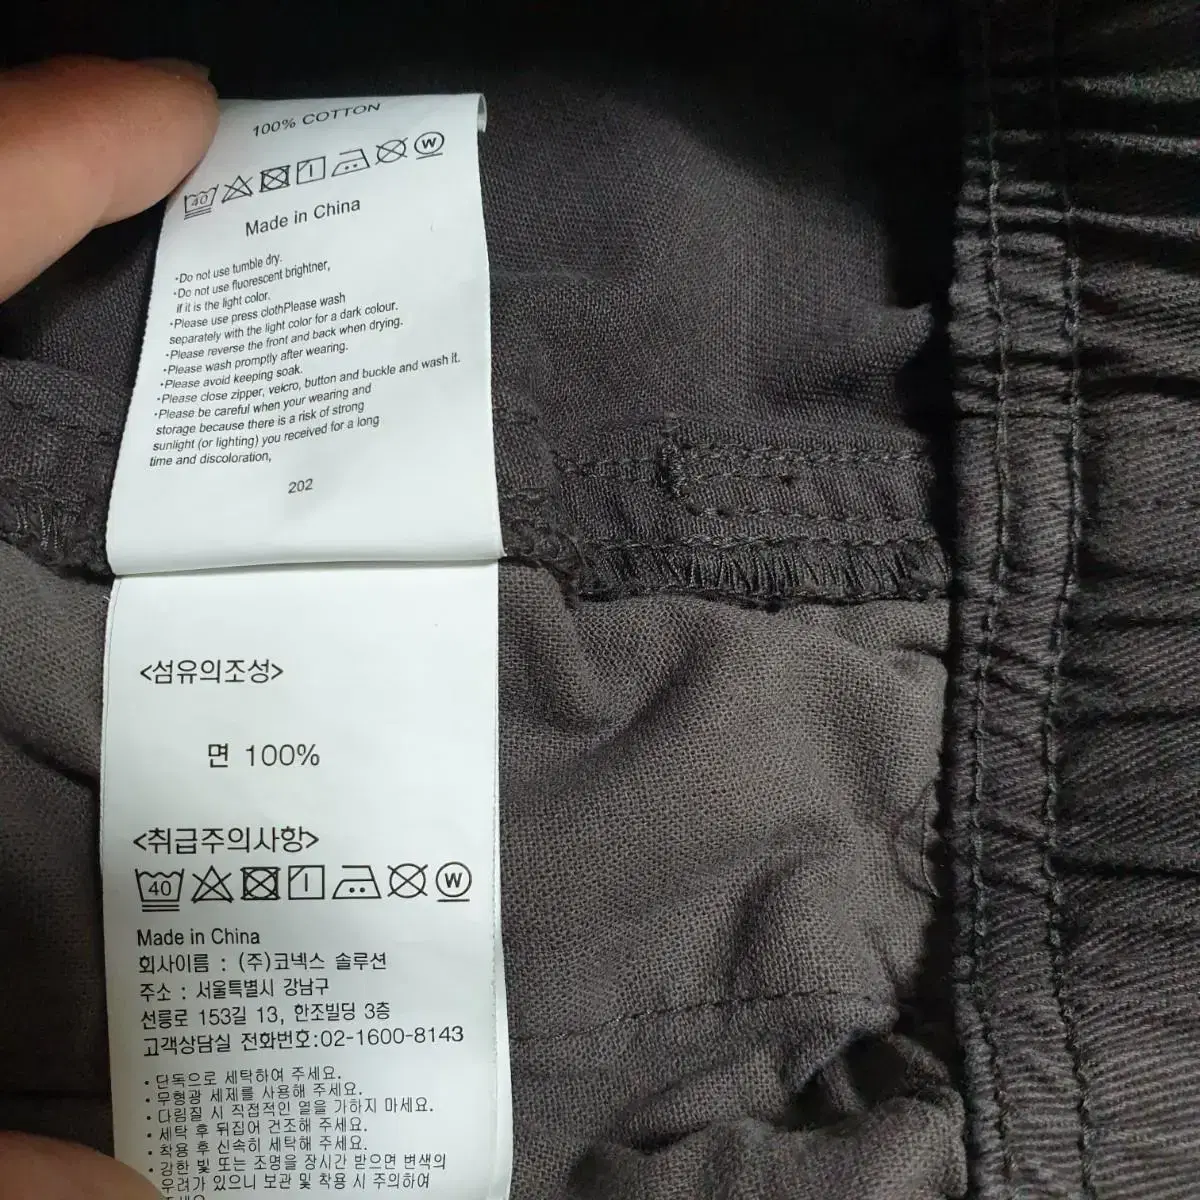 100% COTTON
40 W
Made in China
·Do not use tumble dry.
·Do not use fluorescent brightner,
if it is the light color.
·Please use press clothPlease wash
separately with the light color for a dark colour.
·Please reverse the front and back when drying.
·Please wash promptly after wearing.
·Please avoid keeping soak.
·Please close zipper, velcro, button and buckle and wash it.
·Please be careful when your wearing and
storage because there is a risk of strong
sunlight (or lighting) you received for a long
time and discoloration,
202
<섬유의조성>
면 100%
<취급주의사항>
40 W
Made in China
회사이름 : (주)코넥스 솔루션
주소 : 서울특별시 강남구
선릉로 153길 13, 한조빌딩 3층
고객상담실 전화번호:02-1600-8143
· 단독으로 세탁하여 주세요.
· 무형광 세제를 사용해 주세요.
· 다림질 시 직접적인 열을 가하지 마세요.
· 세탁 후 뒤집어 건조해 주세요.
· 착용 후 신속히 세탁해 주세요.
· 강한 빛 또는 조명을 장시간 받으면 변색의
우려가 있으니 보관 및 착용 시 주의하여
주세요.